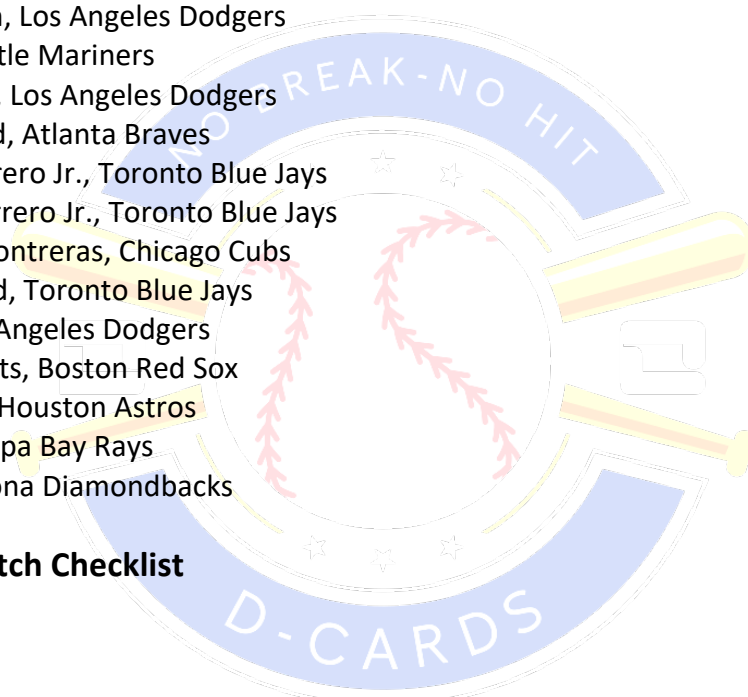 , Los Angeles Dodgers
tle Mariners
, Los Angeles Dodgers
d, Atlanta Braves
rero Jr., Toronto Blue Jays
rrero Jr., Toronto Blue Jays
ontreras, Chicago Cubs
d, Toronto Blue Jays
Angeles Dodgers
ts, Boston Red Sox
Houston Astros
pa Bay Rays
ona Diamondbacks
tch Checklist
NO BREAK-NO HIT
D-CARDS